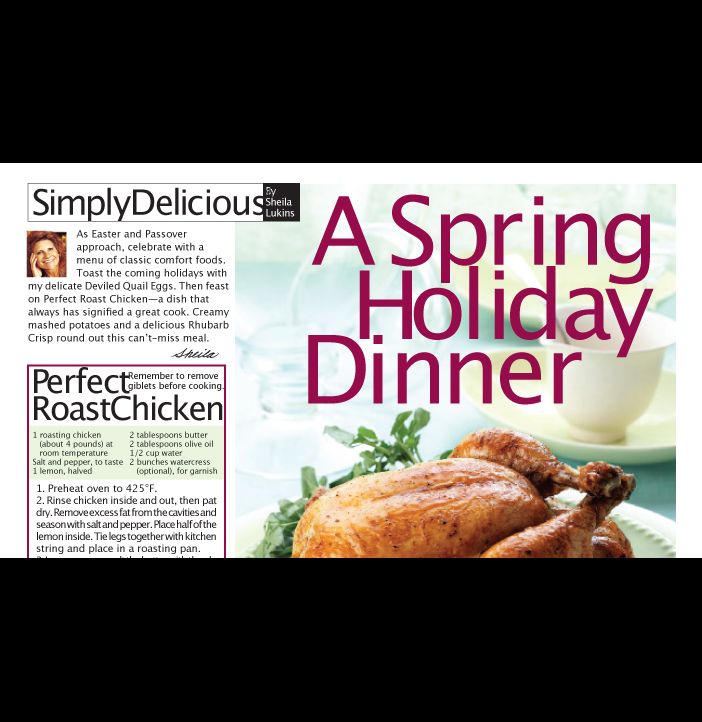 SimplyDelicious
By
Sheila
Lukins
As Easter and Passover
approach, celebrate with a
menu of classic comfort foods.
Toast the coming holidays with
my delicate Deviled Quail Eggs. Then feast
on Perfect Roast Chicken—a dish that
always has signified a great cook. Creamy
mashed potatoes and a delicious Rhubarb
Crisp round out this can't–miss meal.
Sheila
A Spring
Holiday
Dinner
Perfect
RoastChicken
Remember to remove
giblets before cooking.
1 roasting chicken
(about 4 pounds) at
room temperature
Salt and pepper, to taste
1 lemon, halved
2 tablespoons butter
2 tablespoons olive oil
1/2 cup water
2 bunches watercress
(optional), for garnish
1. Preheat oven to 425°F.
2. Rinse chicken inside and out, then pat
dry. Remove excess fat from the cavities and
season with salt and pepper. Place half of the
lemon inside. Tie legs together with kitchen
string and place in a roasting pan.